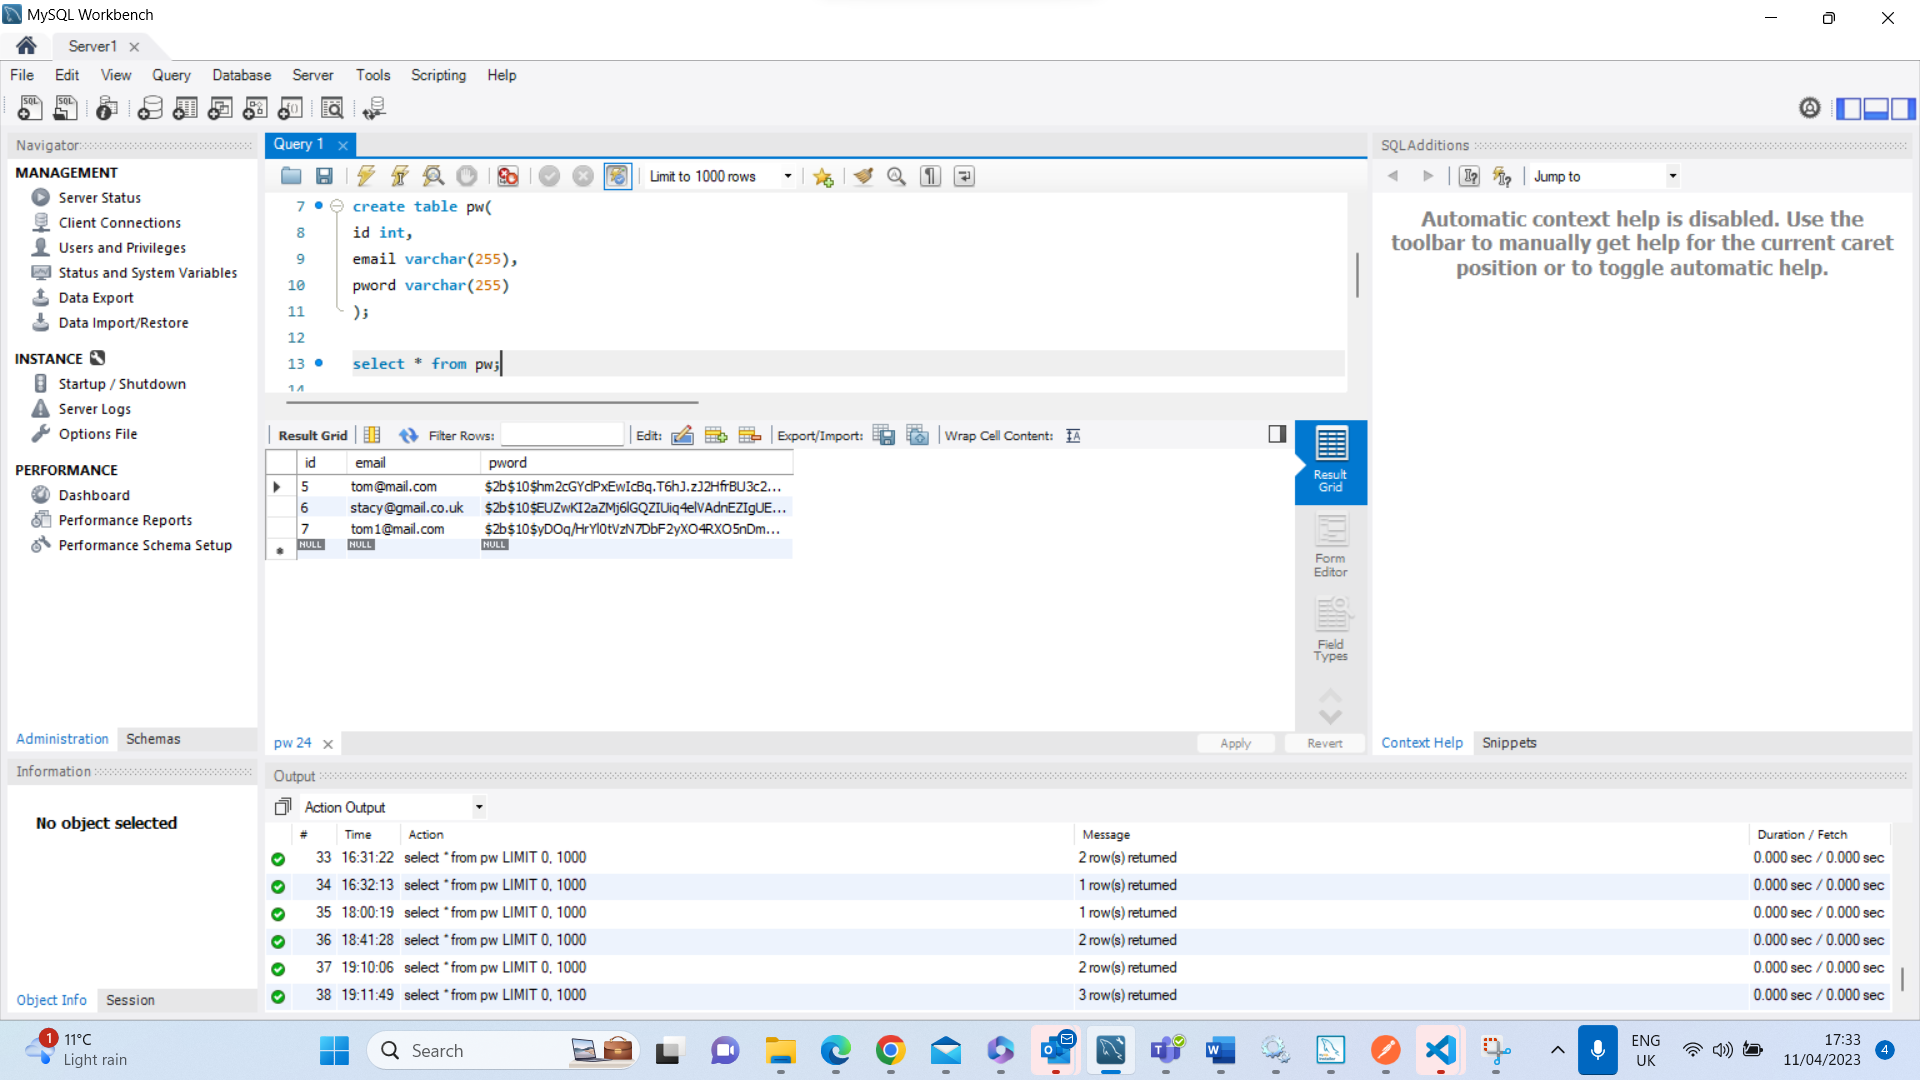 MySQL Workbench
Server1
File Edit View Query Database Server Tools Scripting Help
Navigator
MANAGEMENT
Server Status
Client Connections
Users and Privileges
Status and System Variables
Data Export
Data Import/Restore
INSTANCE
Startup / Shutdown
Server Logs
Options File
PERFORMANCE
Dashboard
Performance Reports
Performance Schema Setup
Administration Schemas
Information
No object selected
Object Info Session
Query 1
Limit to 1000 rows
7 create table pw(
8 id int,
9 email varchar(255),
10 pword varchar(255)
11 );
12
13 select * from pw;
14
Result Grid Filter Rows: Edit: Export/Import: Wrap Cell Content:
id email pword
5 tom@mail.com $2b$10$hm2cGYclPxEwIcBq.T6hJ.zJ2HfrBU3c2...
6 stacy@gmail.co.uk $2b$10$EUZwKI2aZMj6lGQZIUiq4elVAdnEZIgUE...
7 tom1@mail.com $2b$10$yDOq/HrYl0tVzN7DbF2yXO4RXO5nDm...
NULL NULL NULL
Result Grid
Form Editor
Field Types
pw 24
Apply Revert
SQLAdditions
Jump to
Automatic context help is disabled. Use the
toolbar to manually get help for the current caret
position or to toggle automatic help.
Context Help Snippets
Output
Action Output
# Time Action Message Duration / Fetch
33 16:31:22 select * from pw LIMIT 0, 1000 2 row(s) returned 0.000 sec / 0.000 sec
34 16:32:13 select * from pw LIMIT 0, 1000 1 row(s) returned 0.000 sec / 0.000 sec
35 18:00:19 select * from pw LIMIT 0, 1000 1 row(s) returned 0.000 sec / 0.000 sec
36 18:41:28 select * from pw LIMIT 0, 1000 2 row(s) returned 0.000 sec / 0.000 sec
37 19:10:06 select * from pw LIMIT 0, 1000 2 row(s) returned 0.000 sec / 0.000 sec
38 19:11:49 select * from pw LIMIT 0, 1000 3 row(s) returned 0.000 sec / 0.000 sec
1
11°C
Light rain
Search
ENG
UK
17:33
11/04/2023
4